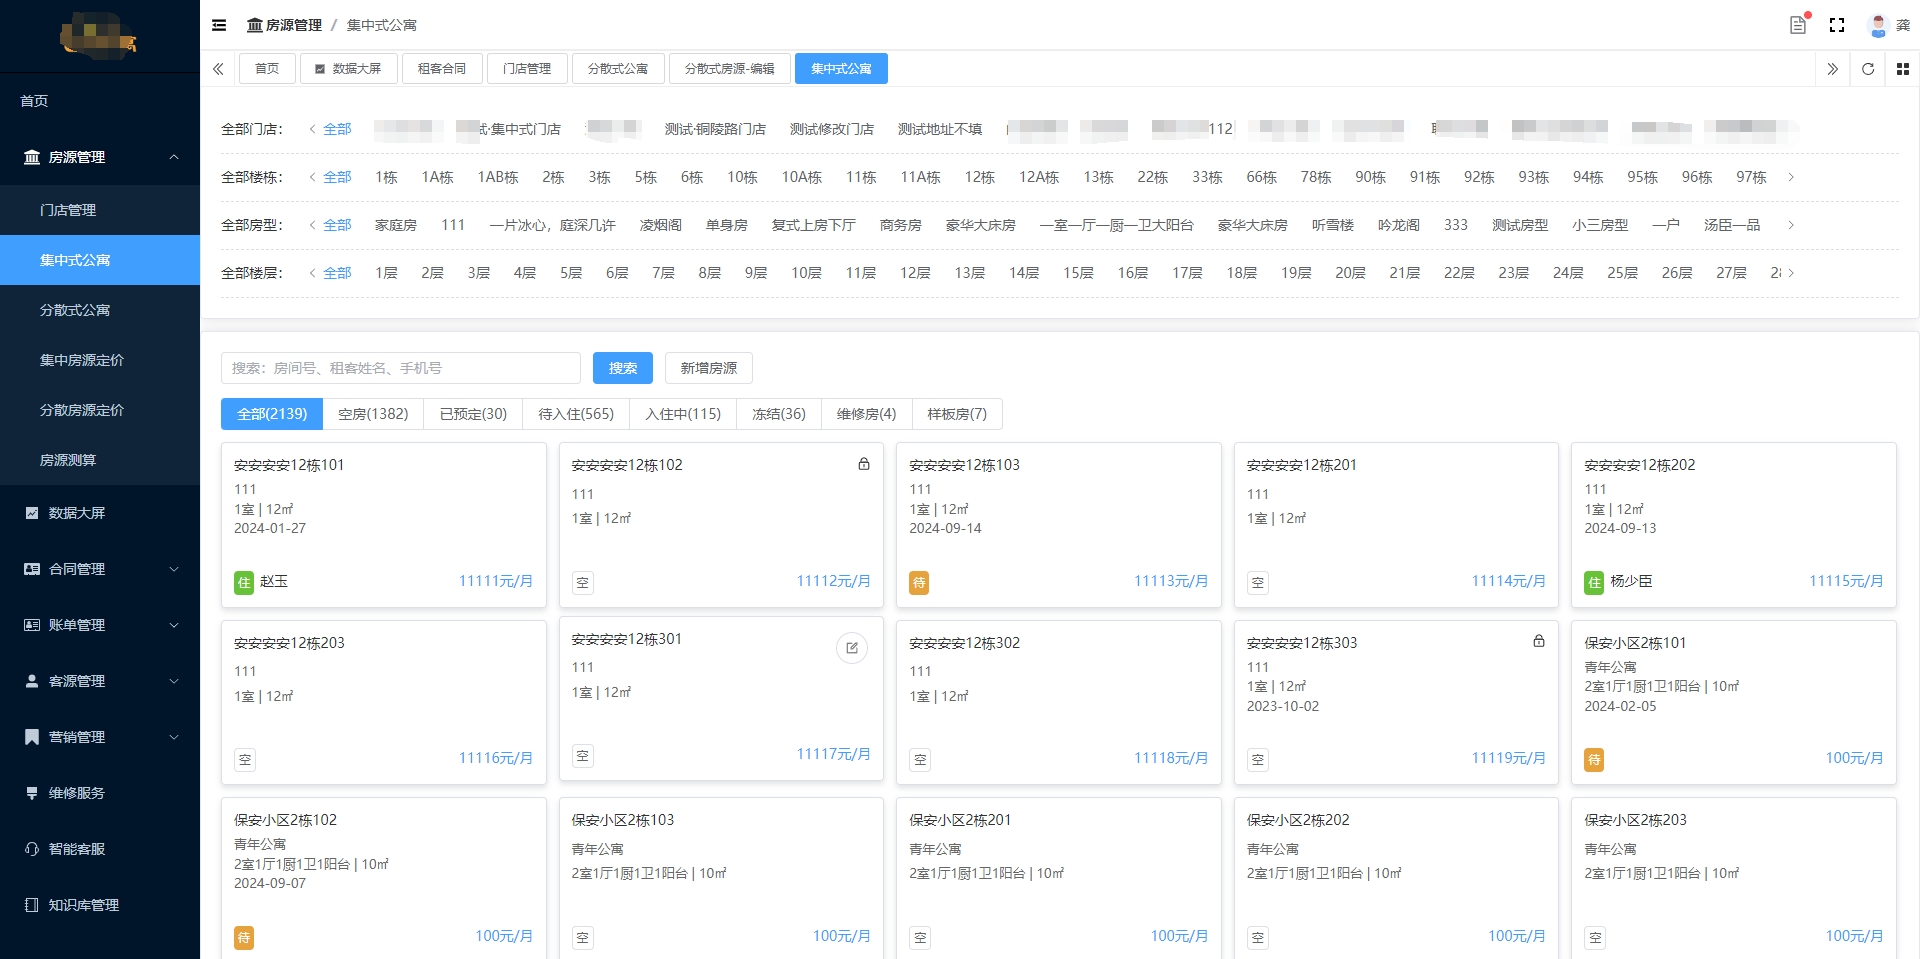 房源管理 / 集中式公寓
龚
首页 数据大屏 租客合同 门店管理 分散式公寓 分散式房源-编辑 集中式公寓
首页
房源管理
门店管理
集中式公寓
分散式公寓
集中房源定价
分散房源定价
房源测算
数据大屏
合同管理
账单管理
客源管理
营销管理
维修服务
智能客服
知识库管理
全部门店： 全部 试·集中式门店 测试·铜陵路门店 测试修改门店 测试地址不填 112
全部楼栋： 全部 1栋 1A栋 1AB栋 2栋 3栋 5栋 6栋 10栋 10A栋 11栋 11A栋 12栋 12A栋 13栋 22栋 33栋 66栋 78栋 90栋 91栋 92栋 93栋 94栋 95栋 96栋 97栋
全部房型： 全部 家庭房 111 一片冰心，庭深几许 凌烟阁 单身房 复式上房下厅 商务房 豪华大床房 一室一厅一厨一卫大阳台 豪华大床房 听雪楼 吟龙阁 333 测试房型 小三房型 一户 汤臣一品
全部楼层： 全部 1层 2层 3层 4层 5层 6层 7层 8层 9层 10层 11层 12层 13层 14层 15层 16层 17层 18层 19层 20层 21层 22层 23层 24层 25层 26层 27层
搜索：房间号、租客姓名、手机号 搜索 新增房源
全部(2139) 空房(1382) 已预定(30) 待入住(565) 入住中(115) 冻结(36) 维修房(4) 样板房(7)
安安安安12栋101
111
1室 | 12㎡
2024-01-27
住 赵玉 11111元/月
安安安安12栋102
111
1室 | 12㎡
空 11112元/月
安安安安12栋103
111
1室 | 12㎡
2024-09-14
待 11113元/月
安安安安12栋201
111
1室 | 12㎡
空 11114元/月
安安安安12栋202
111
1室 | 12㎡
2024-09-13
住 杨少臣 11115元/月
安安安安12栋203
111
1室 | 12㎡
空 11116元/月
安安安安12栋301
111
1室 | 12㎡
空 11117元/月
安安安安12栋302
111
1室 | 12㎡
空 11118元/月
安安安安12栋303
111
1室 | 12㎡
2023-10-02
空 11119元/月
保安小区2栋101
青年公寓
2室1厅1厨1卫1阳台 | 10㎡
2024-02-05
待 100元/月
保安小区2栋102
青年公寓
2室1厅1厨1卫1阳台 | 10㎡
2024-09-07
待 100元/月
保安小区2栋103
青年公寓
2室1厅1厨1卫1阳台 | 10㎡
空 100元/月
保安小区2栋201
青年公寓
2室1厅1厨1卫1阳台 | 10㎡
空 100元/月
保安小区2栋202
青年公寓
2室1厅1厨1卫1阳台 | 10㎡
空 100元/月
保安小区2栋203
青年公寓
2室1厅1厨1卫1阳台 | 10㎡
空 100元/月